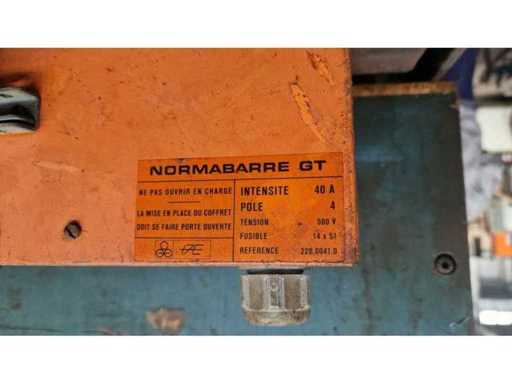 NORMABARRE GT
NE PAS OUVRIR EN CHARGE
LA MISE EN PLACE DU COFFRET
DOIT SE FAIRE PORTE OUVERTE
INTENSITE 40 A
POLE 4
TENSION 500 V
FUSIBLE 14 x 51
REFERENCE 220.0041.0